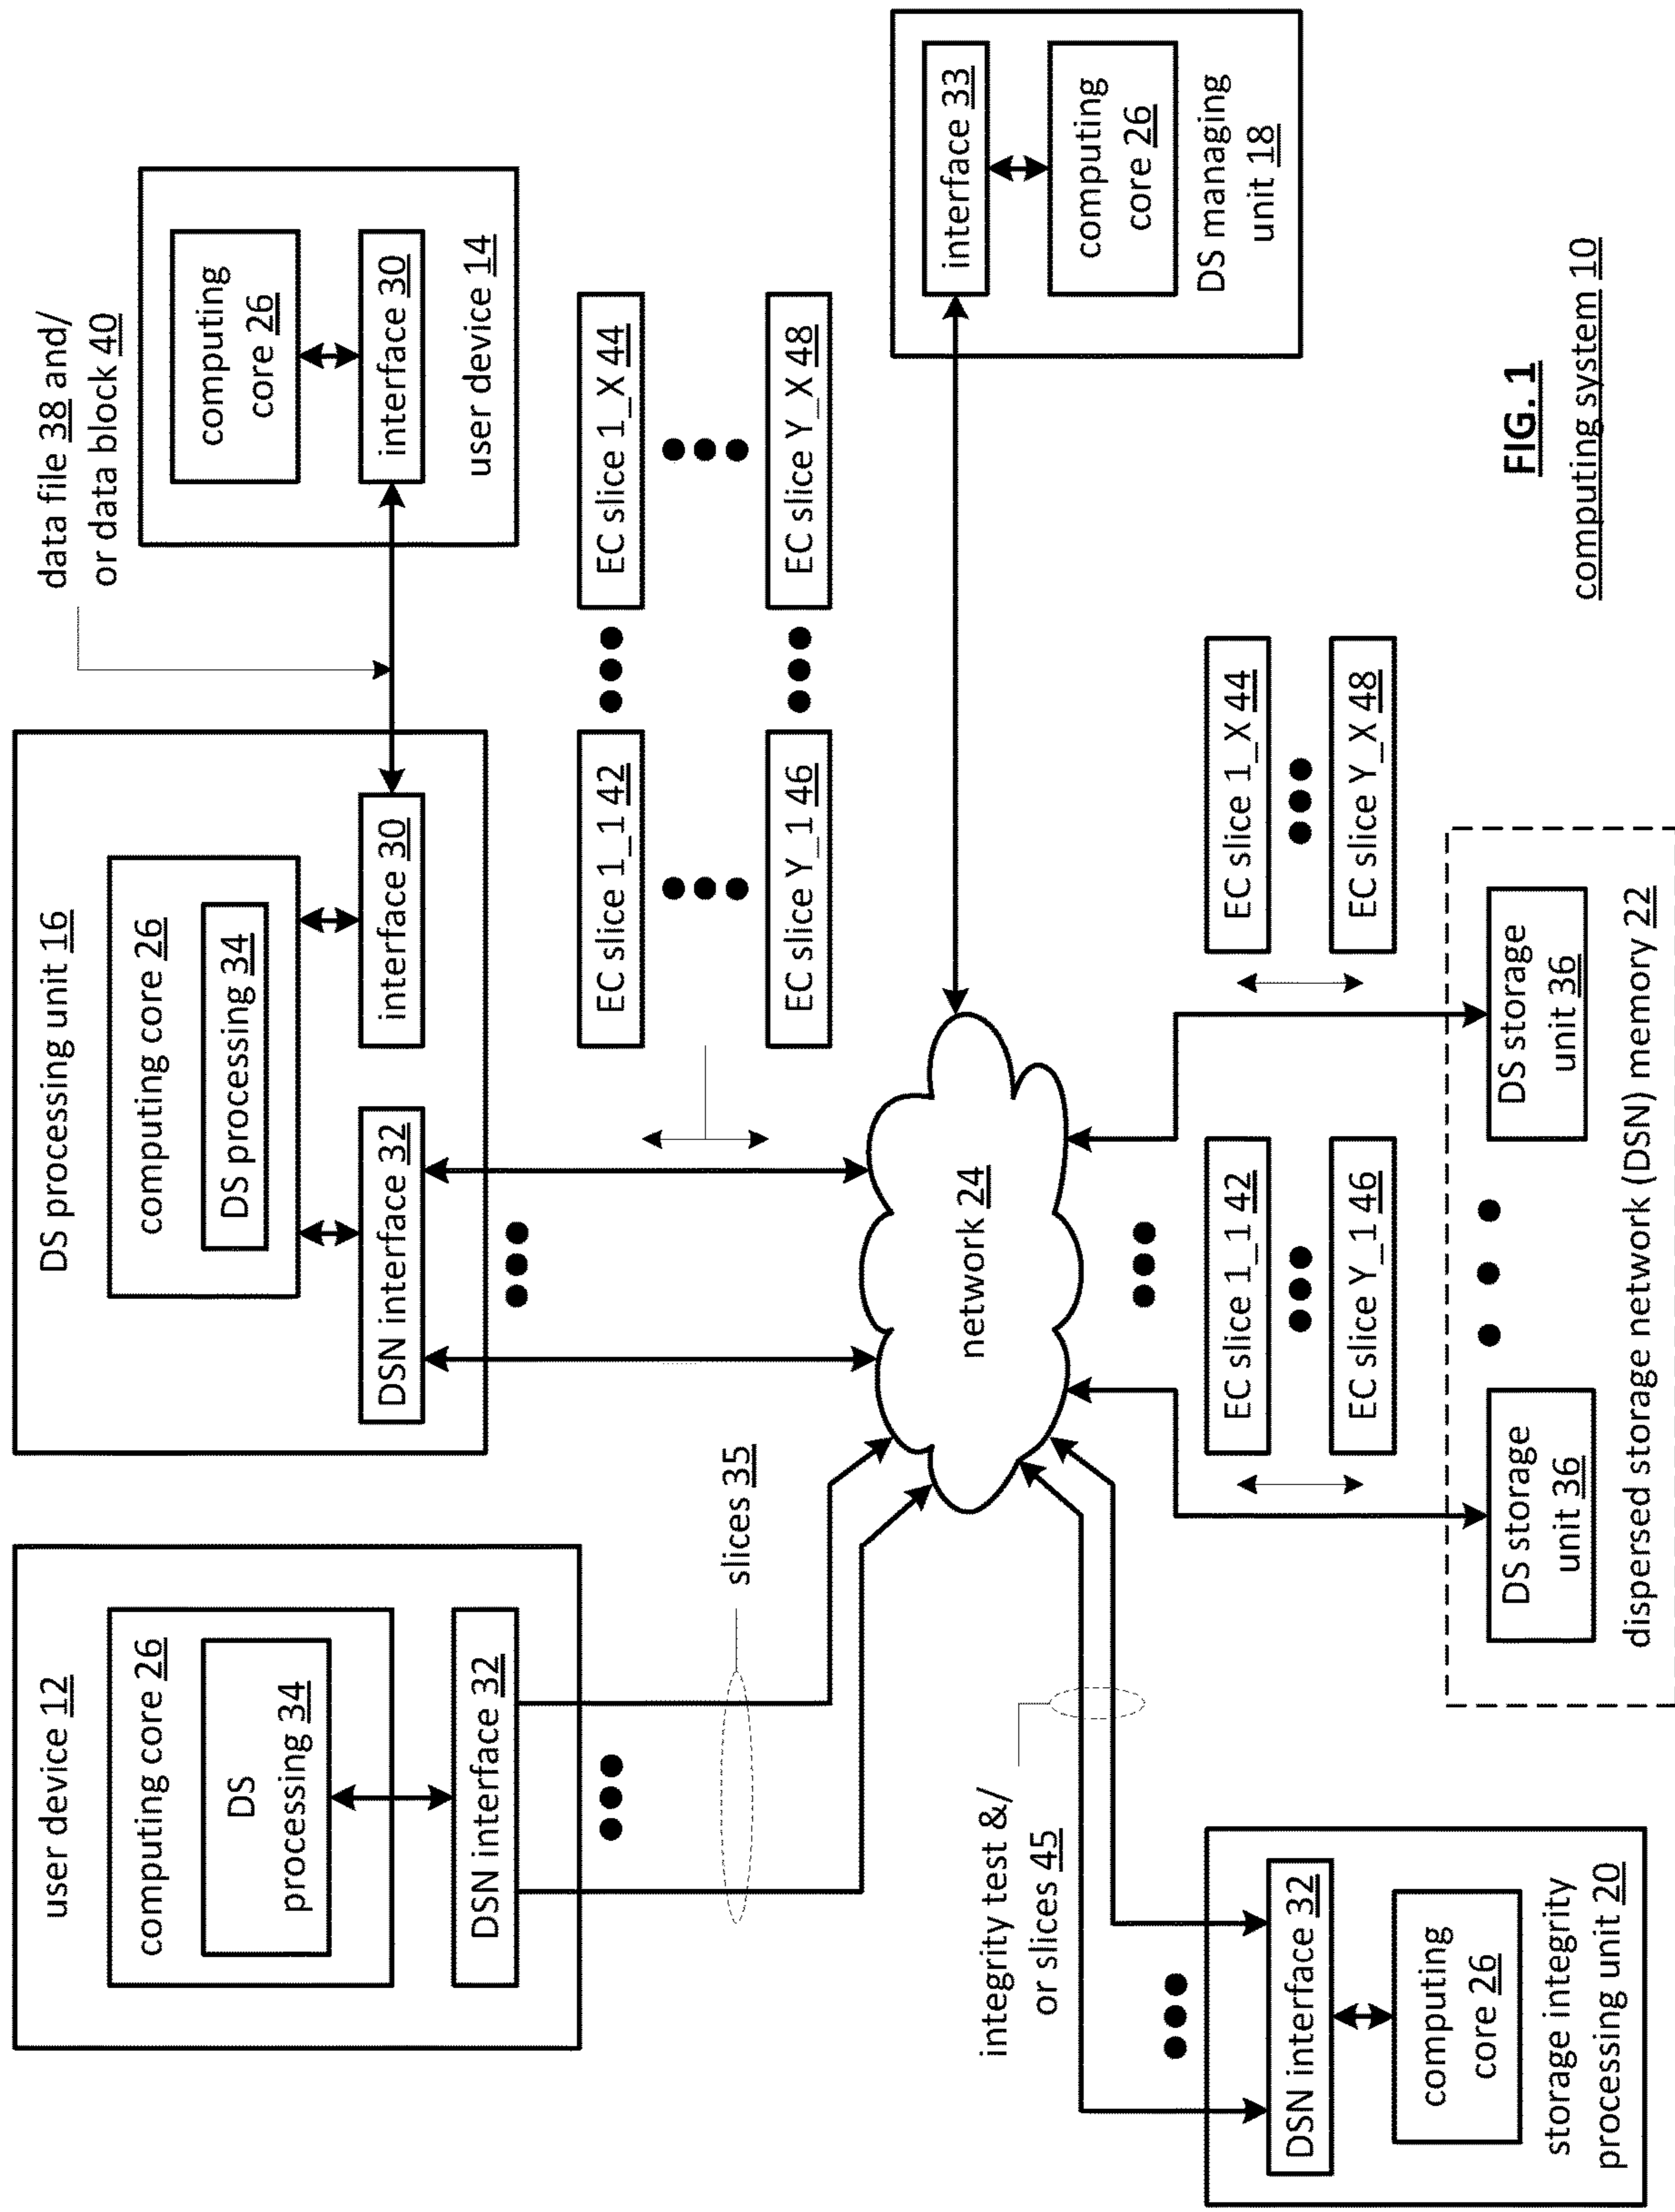 user device 12
computing core 26
DS
processing 34
DSN interface 32
slices 35
DS processing unit 16
computing core 26
DS processing 34
DSN interface 32
interface 30
data file 38 and/
or data block 40
computing
core 26
interface 30
user device 14
EC slice 1_1 42
EC slice 1_X 44
EC slice Y_1 46
EC slice Y_X 48
network 24
interface 33
computing
core 26
DS managing
unit 18
integrity test &/
or slices 45
DSN interface 32
computing
core 26
storage integrity
processing unit 20
EC slice 1_1 42
EC slice Y_1 46
EC slice 1_X 44
EC slice Y_X 48
DS storage
unit 36
DS storage
unit 36
dispersed storage network (DSN) memory 22
FIG. 1
computing system 10